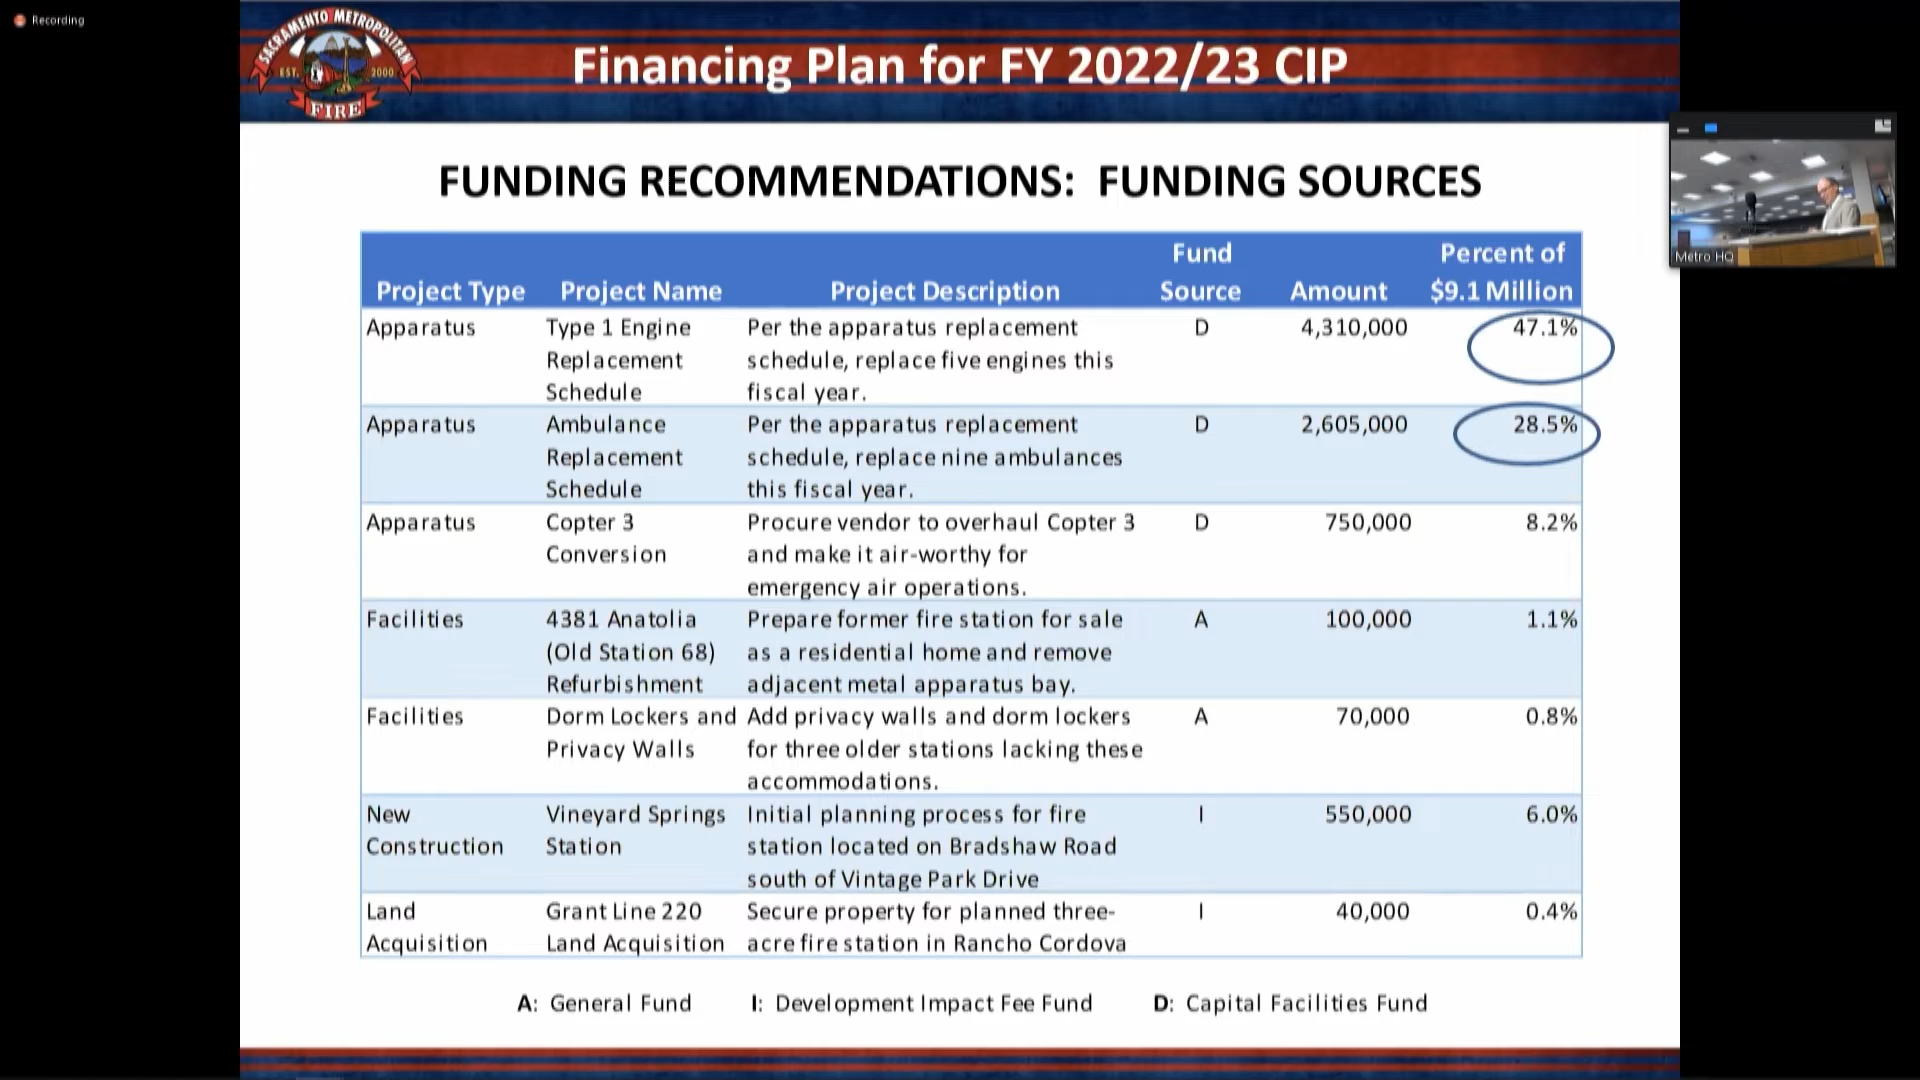 Recording
SACRAMENTO METROPOLITAN
EST. 2000
FIRE
Financing Plan for FY 2022/23 CIP
FUNDING RECOMMENDATIONS: FUNDING SOURCES
Project Type Project Name Project Description Fund Source Amount Percent of $9.1 Million
Apparatus Type 1 Engine Per the apparatus replacement D 4,310,000 47.1%
Replacement schedule, replace five engines this
Schedule fiscal year.
Apparatus Ambulance Per the apparatus replacement D 2,605,000 28.5%
Replacement schedule, replace nine ambulances
Schedule this fiscal year.
Apparatus Copter 3 Procure vendor to overhaul Copter 3 D 750,000 8.2%
Conversion and make it air-worthy for
emergency air operations.
Facilities 4381 Anatolia Prepare former fire station for sale A 100,000 1.1%
(Old Station 68) as a residential home and remove
Refurbishment adjacent metal apparatus bay.
Facilities Dorm Lockers and Add privacy walls and dorm lockers A 70,000 0.8%
Privacy Walls for three older stations lacking these
accommodations.
New Vineyard Springs Initial planning process for fire I 550,000 6.0%
Construction Station station located on Bradshaw Road
south of Vintage Park Drive
Land Grant Line 220 Secure property for planned three- I 40,000 0.4%
Acquisition Land Acquisition acre fire station in Rancho Cordova
A: General Fund I: Development Impact Fee Fund D: Capital Facilities Fund
Metro HQ